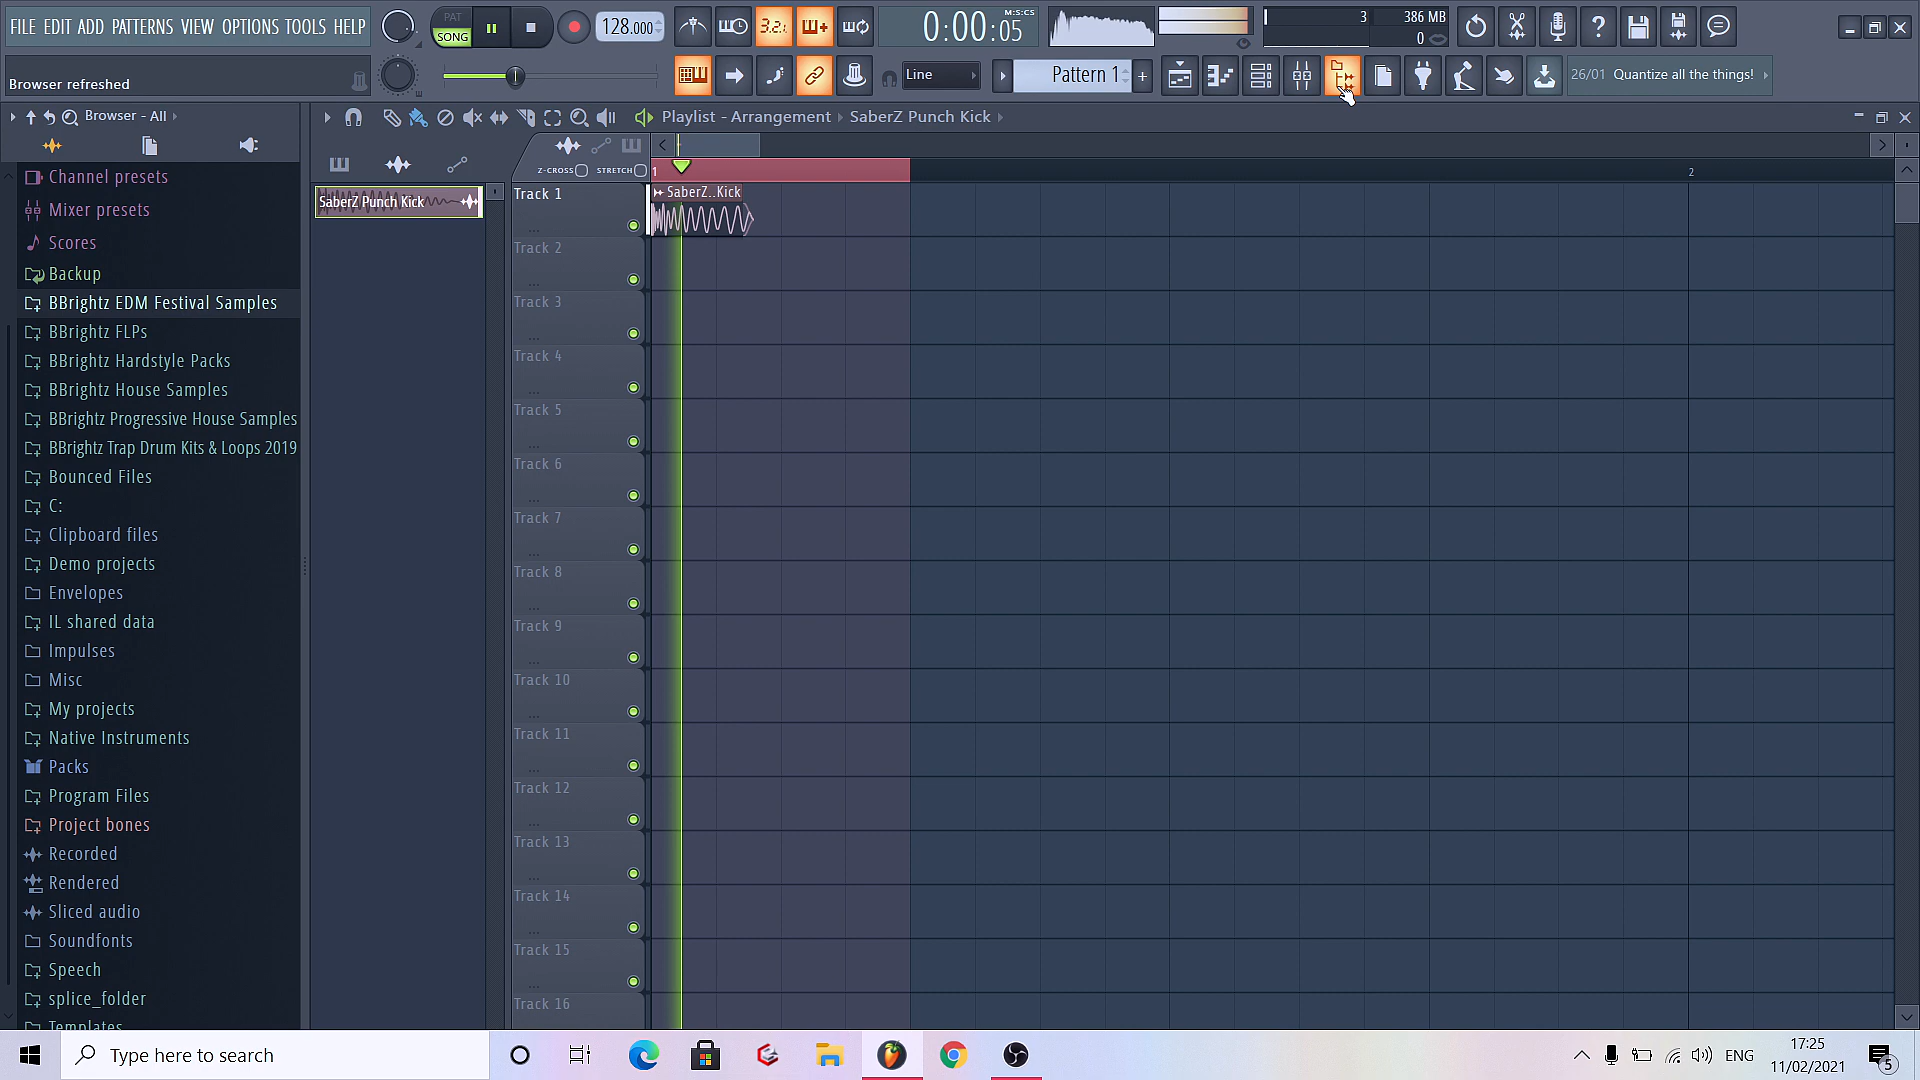 FILE EDIT ADD PATTERNS VIEW OPTIONS TOOLS HELP
PAT
SONG
128.000
3.2.1
0:00:05
M:S:CS
3
386 MB
0
Browser refreshed
Line
Pattern 1
26/01 Quantize all the things!
Browser - All
Playlist - Arrangement
SaberZ Punch Kick
Z-CROSS
STRETCH
1
2
Channel presets
Mixer presets
Scores
Backup
BBrightz EDM Festival Samples
BBrightz FLPs
BBrightz Hardstyle Packs
BBrightz House Samples
BBrightz Progressive House Samples
BBrightz Trap Drum Kits & Loops 2019
Bounced Files
C:
Clipboard files
Demo projects
Envelopes
IL shared data
Impulses
Misc
My projects
Native Instruments
Packs
Program Files
Project bones
Recorded
Rendered
Sliced audio
Soundfonts
Speech
splice_folder
Templates
SaberZ Punch Kick
Track 1
SaberZ..Kick
Track 2
Track 3
Track 4
Track 5
Track 6
Track 7
Track 8
Track 9
Track 10
Track 11
Track 12
Track 13
Track 14
Track 15
Track 16
Type here to search
ENG
17:25
11/02/2021
5